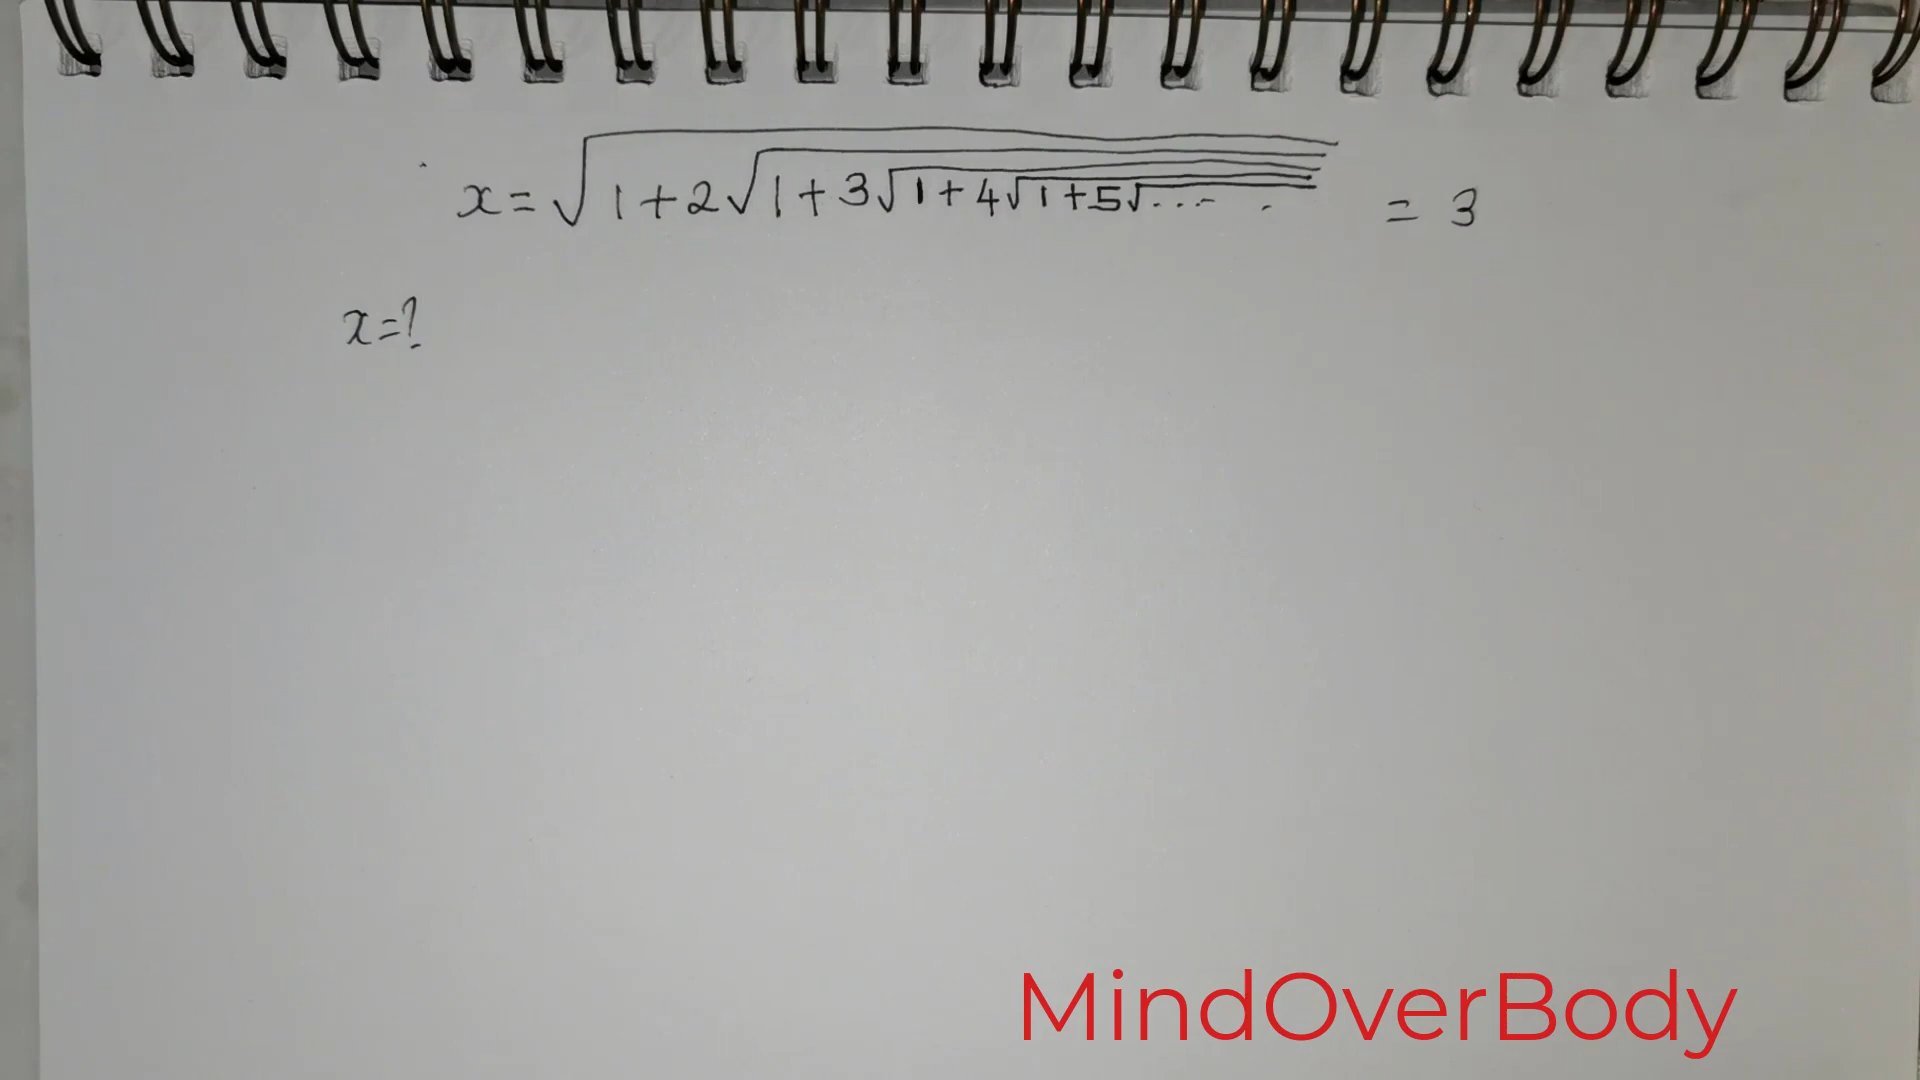 x = √1+2√1+3√1+4√1+5√... . = 3
x=?
MindOverBody